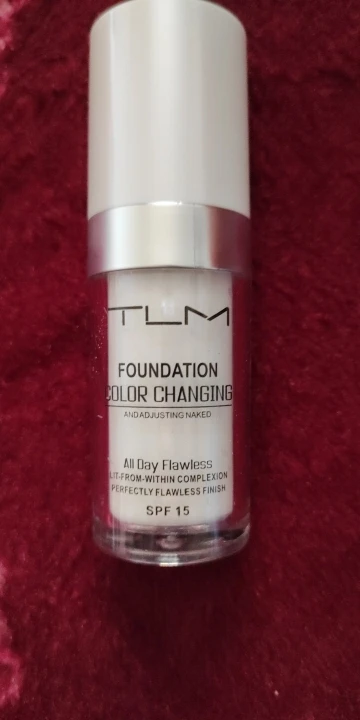 TLM
FOUNDATION
COLOR CHANGING
AND ADJUSTING NAKED
All Day Flawless
LIT-FROM-WITHIN COMPLEXION
PERFECTLY FLAWLESS FINISH
SPF 15